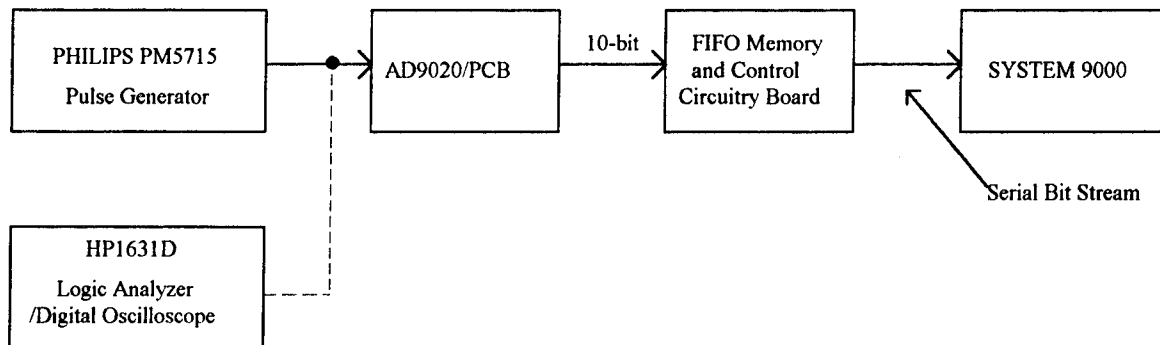 PHILIPS PM5715
Pulse Generator
AD9020/PCB
10-bit
FIFO Memory
and Control
Circuitry Board
SYSTEM 9000
Serial Bit Stream
HP1631D
Logic Analyzer
/Digital Oscilloscope